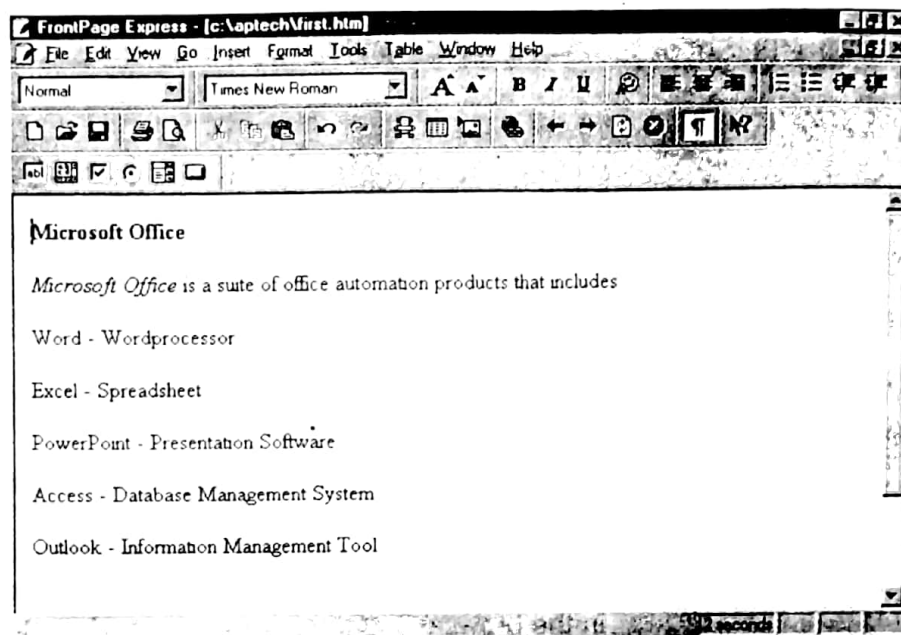 FrontPage Express - [c:\aptech\first.htm]
File Edit View Go Insert Format Tools Table Window Help
Normal Times New Roman A A B I U
abl
Microsoft Office
Microsoft Office is a suite of office automation products that includes
Word - Wordprocessor
Excel - Spreadsheet
PowerPoint - Presentation Software
Access - Database Management System
Outlook - Information Management Tool
2 seconds